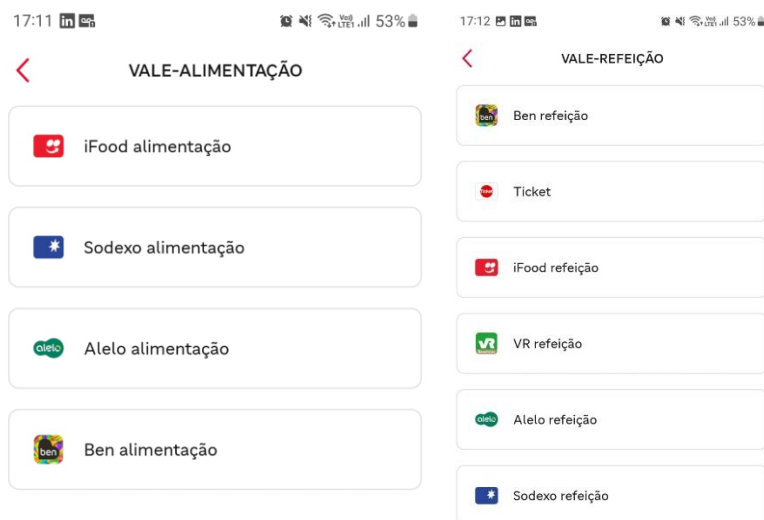 17:11
53%
VALE-ALIMENTAÇÃO
iFood alimentação
Sodexo alimentação
alelo
Alelo alimentação
ben
Ben alimentação
17:12
53%
VALE-REFEIÇÃO
ben
Ben refeição
Ticket
Ticket
iFood refeição
VR
VR refeição
alelo
Alelo refeição
Sodexo refeição